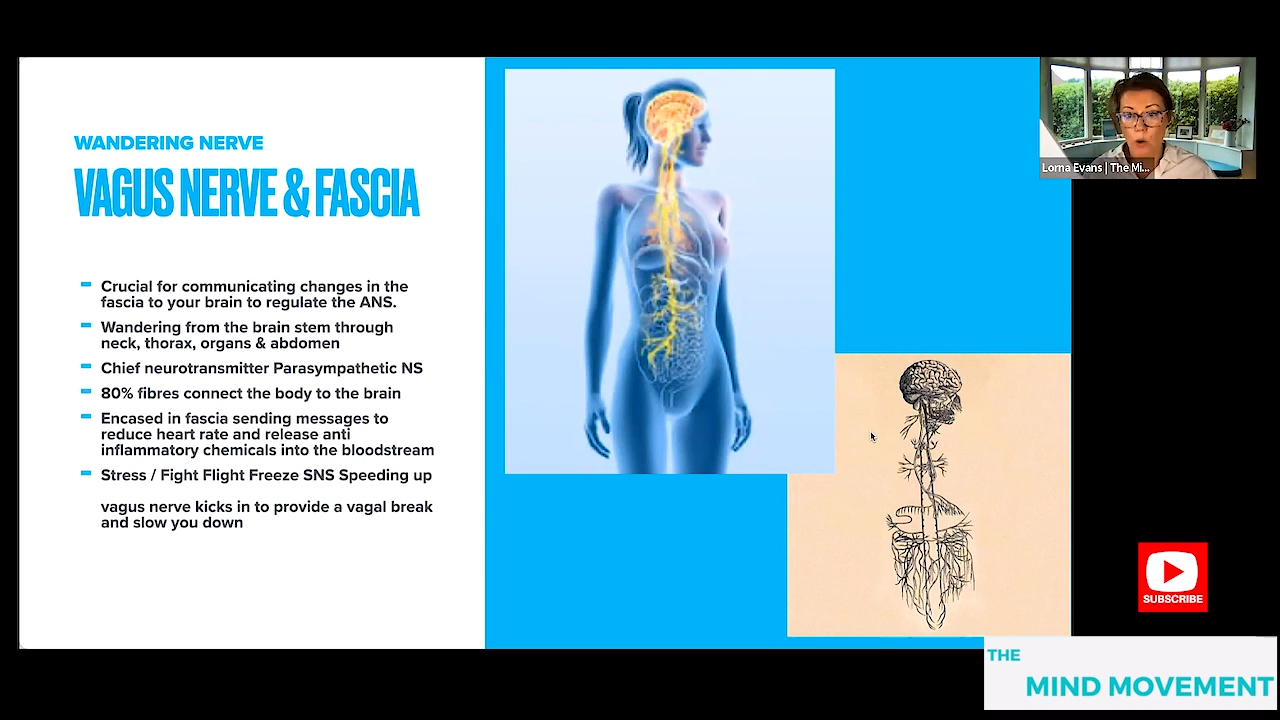 WANDERING NERVE
VAGUS NERVE & FASCIA
Crucial for communicating changes in the
fascia to your brain to regulate the ANS.
Wandering from the brain stem through
neck, thorax, organs & abdomen
Chief neurotransmitter Parasympathetic NS
80% fibres connect the body to the brain
Encased in fascia sending messages to
reduce heart rate and release anti
inflammatory chemicals into the bloodstream
Stress / Fight Flight Freeze SNS Speeding up
vagus nerve kicks in to provide a vagal break
and slow you down
Lorna Evans | The Mi...
SUBSCRIBE
THE
MIND MOVEMENT